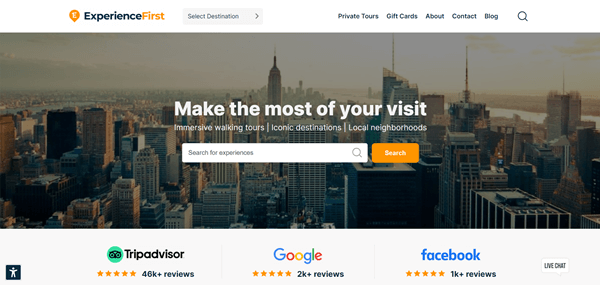 ExperienceFirst
Select Destination
Private Tours Gift Cards About Contact Blog
Make the most of your visit
Immersive walking tours | Iconic destinations | Local neighborhoods
Search for experiences
Search
Tripadvisor
46k+ reviews
Google
2k+ reviews
facebook
1k+ reviews
LIVE CHAT